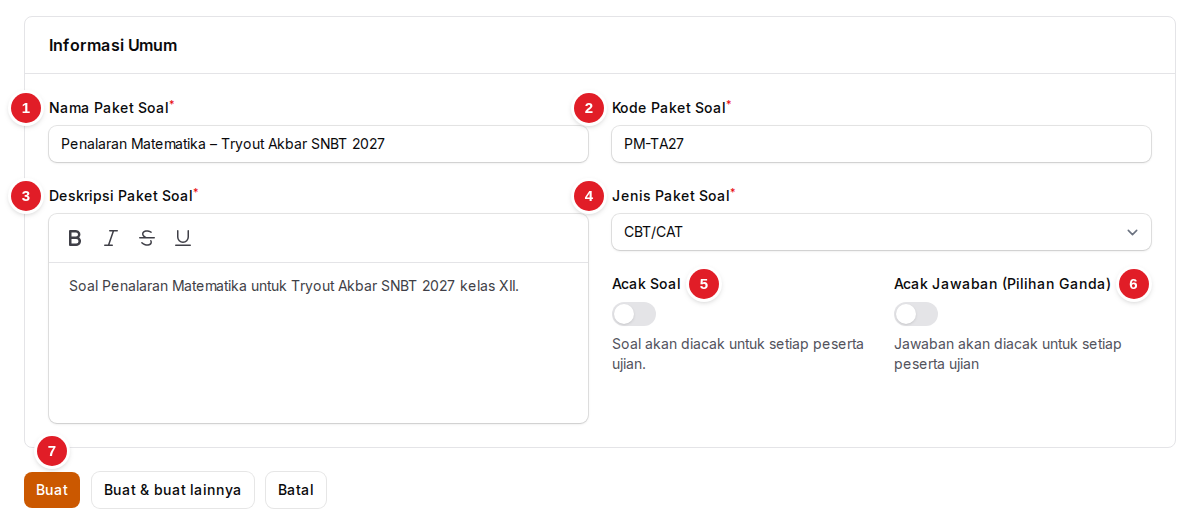 Informasi Umum
1 Nama Paket Soal*
Penalaran Matematika – Tryout Akbar SNBT 2027
2 Kode Paket Soal*
PM-TA27
3 Deskripsi Paket Soal*
B I S U
Soal Penalaran Matematika untuk Tryout Akbar SNBT 2027 kelas XII.
4 Jenis Paket Soal*
CBT/CAT
Acak Soal 5
Soal akan diacak untuk setiap peserta
ujian.
Acak Jawaban (Pilihan Ganda) 6
Jawaban akan diacak untuk setiap
peserta ujian
7
Buat
Buat & buat lainnya
Batal